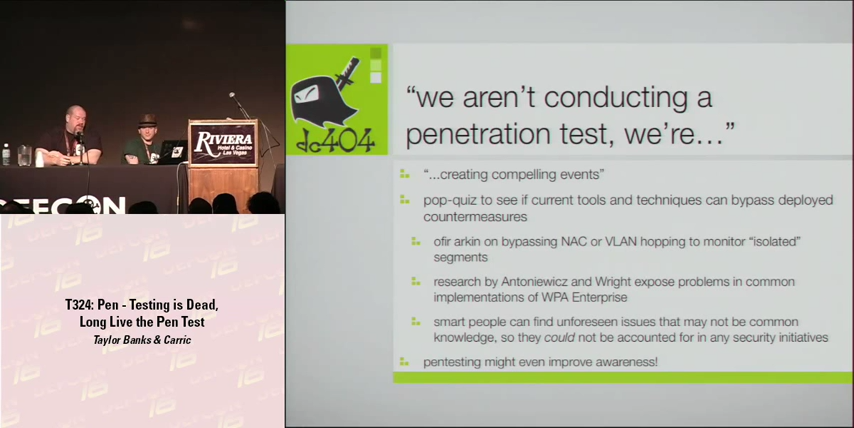 RIVIERA
Hotel & Casino
Las Vegas
DEFCON
T324: Pen - Testing is Dead,
Long Live the Pen Test
Taylor Banks & Carric
dc404
“we aren’t conducting a
penetration test, we’re…”
“...creating compelling events”
pop-quiz to see if current tools and techniques can bypass deployed
countermeasures
ofir arkin on bypassing NAC or VLAN hopping to monitor “isolated”
segments
research by Antoniewicz and Wright expose problems in common
implementations of WPA Enterprise
smart people can find unforeseen issues that may not be common
knowledge, so they could not be accounted for in any security initiatives
pentesting might even improve awareness!